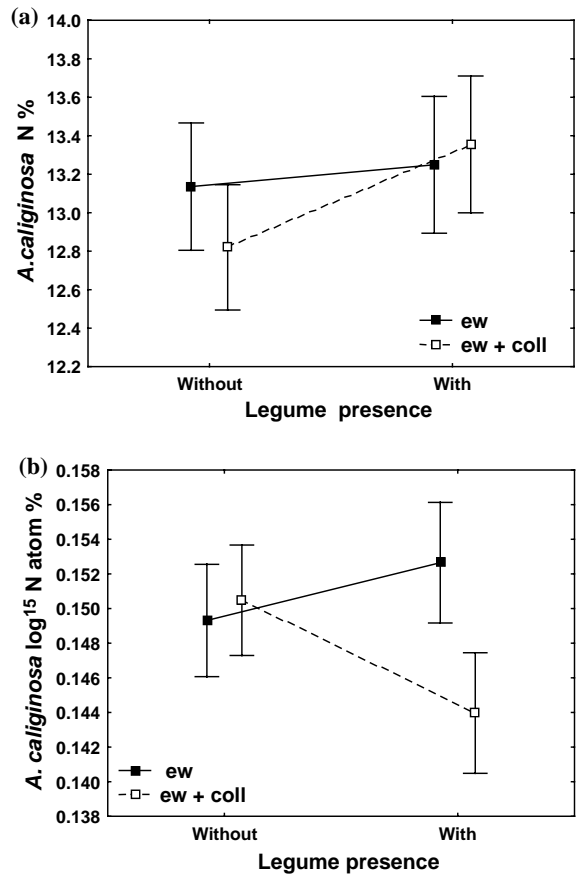 (a)
14.0
13.8
13.6
13.4
13.2
13.0
12.8
12.6
12.4
12.2
A.caliginosa N %
ew
ew + coll
Without With
Legume presence
(b)
0.158
0.156
0.154
0.152
0.150
0.148
0.146
0.144
0.142
0.140
0.138
A. caliginosa log¹⁵ N atom %
ew
ew + coll
Without With
Legume presence